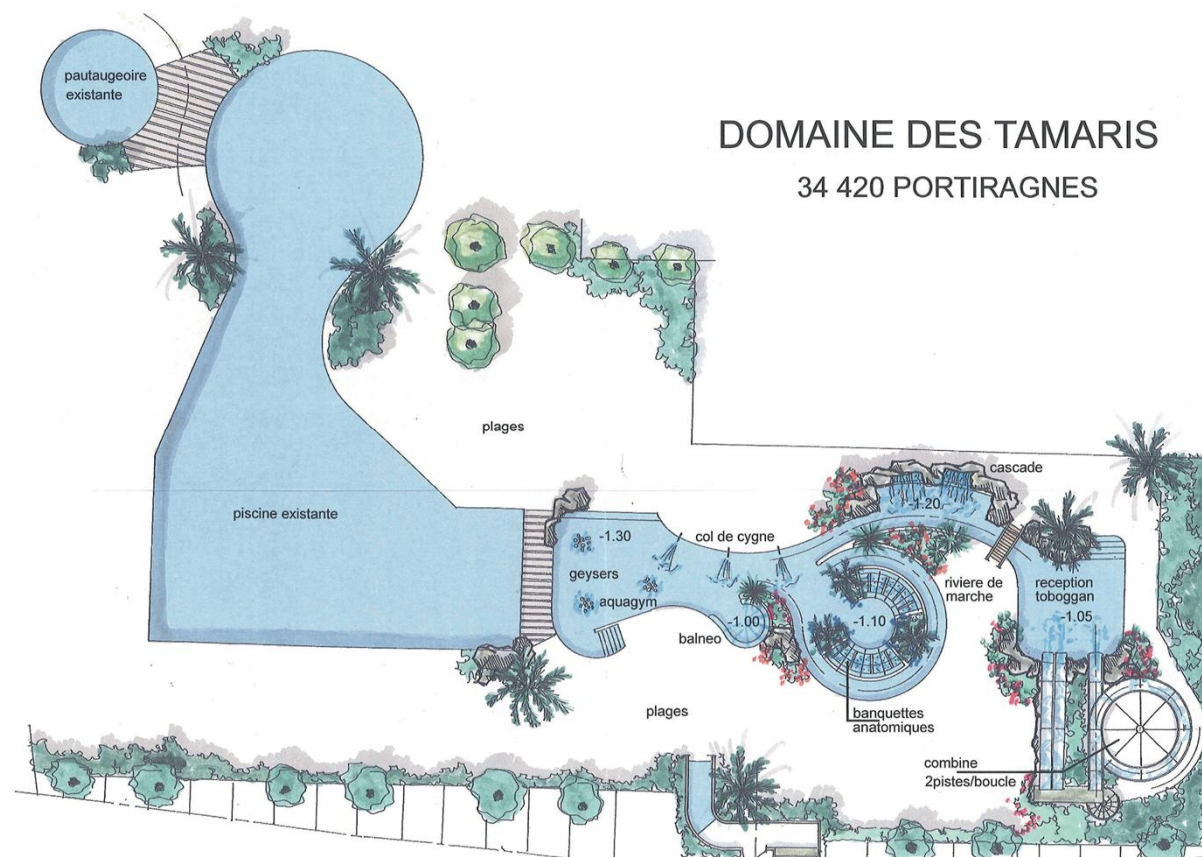 pautaugeoire
existante
DOMAINE DES TAMARIS
34 420 PORTIRAGNES
plages
cascade
-1.20
piscine existante
-1.30
col de cygne
geysers
aquagym
riviere de
marche
reception
toboggan
-1.05
-1.00
-1.10
balneo
plages
banquettes
anatomiques
combine
2pistes/boucle